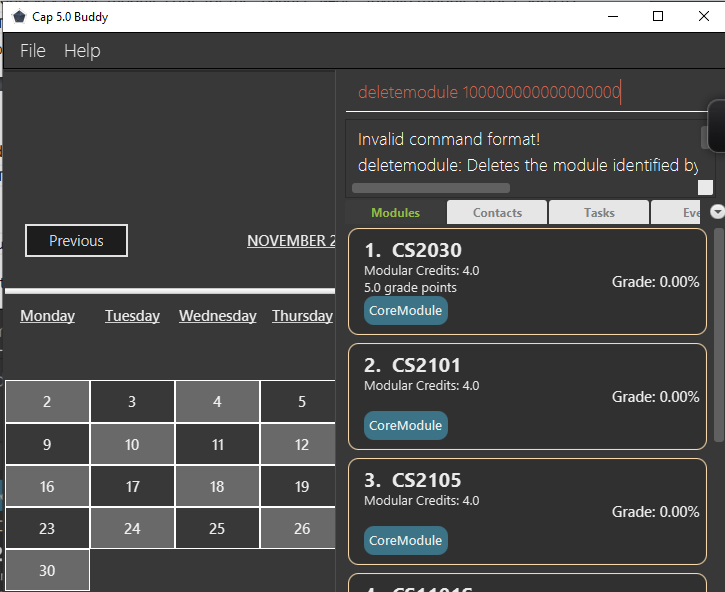 Cap 5.0 Buddy
File Help
deletemodule 100000000000000000
Invalid command format!
deletemodule: Deletes the module identified by
Modules Contacts Tasks Eve
Previous
NOVEMBER 2
Monday Tuesday Wednesday Thursday
2 3 4 5
9 10 11 12
16 17 18 19
23 24 25 26
30
1. CS2030
Modular Credits: 4.0
5.0 grade points
Grade: 0.00%
CoreModule
2. CS2101
Modular Credits: 4.0
Grade: 0.00%
CoreModule
3. CS2105
Modular Credits: 4.0
Grade: 0.00%
CoreModule